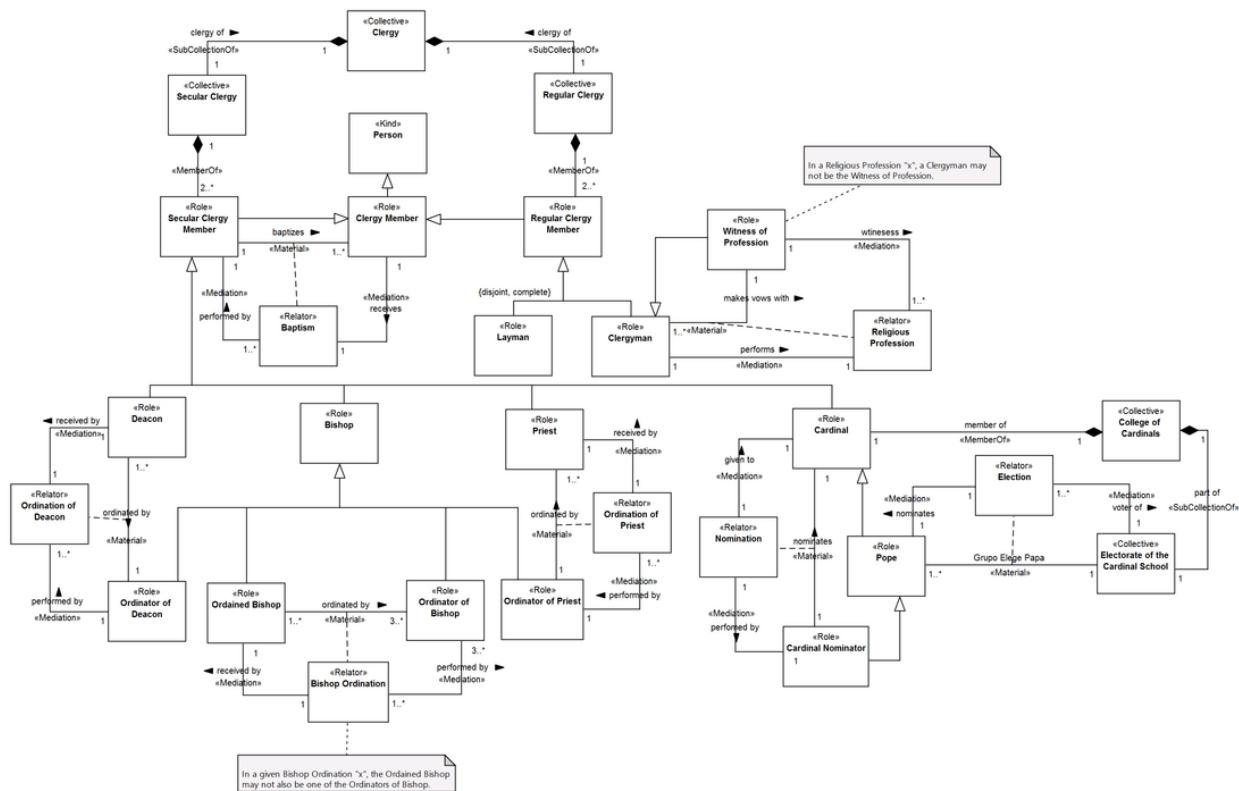 «Collective»
Clergy
clergy of ►
1
1
◄ clergy of
«SubCollectionOf»
1
«SubCollectionOf»
1
«Collective»
Secular Clergy
«Collective»
Regular Clergy
1
«MemberOf»
2..*
«Kind»
Person
1
«MemberOf»
2..*
In a Religious Profession "x", a Clergyman may
not be the Witness of Profession.
«Role»
Secular Clergy
Member
«Role»
Clergy Member
«Role»
Regular Clergy
Member
«Role»
Witness of
Profession
baptizes ►
1
«Material»
1..*
wtinesess ►
1
«Mediation»
1
«Mediation»
▲
performed by
1..*
1
«Mediation»
receives
▼
1
«Relator»
Baptism
{disjoint, complete}
1
makes vows with ►
1..*
«Material»
1..*
«Role»
Layman
«Role»
Clergyman
«Relator»
Religious
Profession
performs ►
1
«Mediation»
1
«Role»
Deacon
«Role»
Bishop
«Role»
Priest
«Role»
Cardinal
«Collective»
College of
Cardinals
◄ received by
«Mediation»
1
1
1..*
«Relator»
Ordination of
Deacon
ordinated by
▼
«Material»
1..*
1
performed by
▲
«Mediation»
1
«Role»
Ordinator of
Deacon
▲
received by
1
«Mediation»
1
1..*
«Relator»
Ordination of
Priest
▲
ordinated by
«Material»
1
1..*
«Mediation»
◄ performed by
1
«Role»
Ordinator of Priest
«Role»
Ordained Bishop
«Role»
Ordinator of
Bishop
ordinated by ►
1..*
«Material»
3..*
1
◄ received by
«Mediation»
1
3..*
performed by ►
«Mediation»
1..*
«Relator»
Bishop Ordination
In a given Bishop Ordination "x", the Ordained Bishop
may not also be one of the Ordinators of Bishop.
member of
1
«MemberOf»
1
1
1
▲
given to
«Mediation»
1
1
«Relator»
Nomination
▲
nominates
«Material»
1
1
«Mediation»
perfomed by
▼
1
«Role»
Cardinal Nominator
«Relator»
Election
1
«Mediation»
◄ nominates
1
1..*
«Mediation»
voter of ►
1
part of
▼
«SubCollectionOf»
1
«Role»
Pope
Grupo Elege Papa
1..*
«Material»
1
«Collective»
Electorate of the
Cardinal School